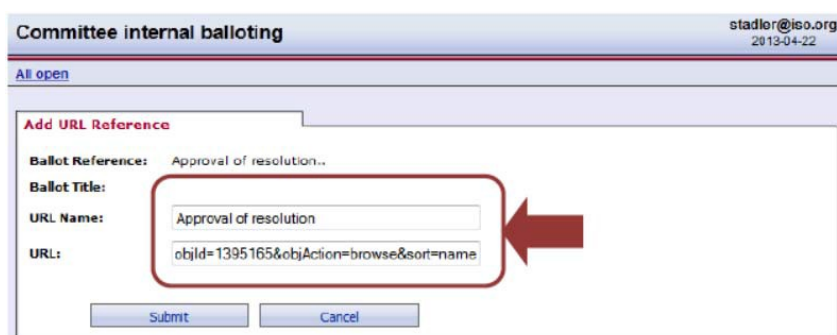 Committee internal balloting
stadler@iso.org
2013-04-22
All open
Add URL Reference
Ballot Reference: Approval of resolution..
Ballot Title:
URL Name: Approval of resolution
URL: objId=1395165&objAction=browse&sort=name
Submit Cancel